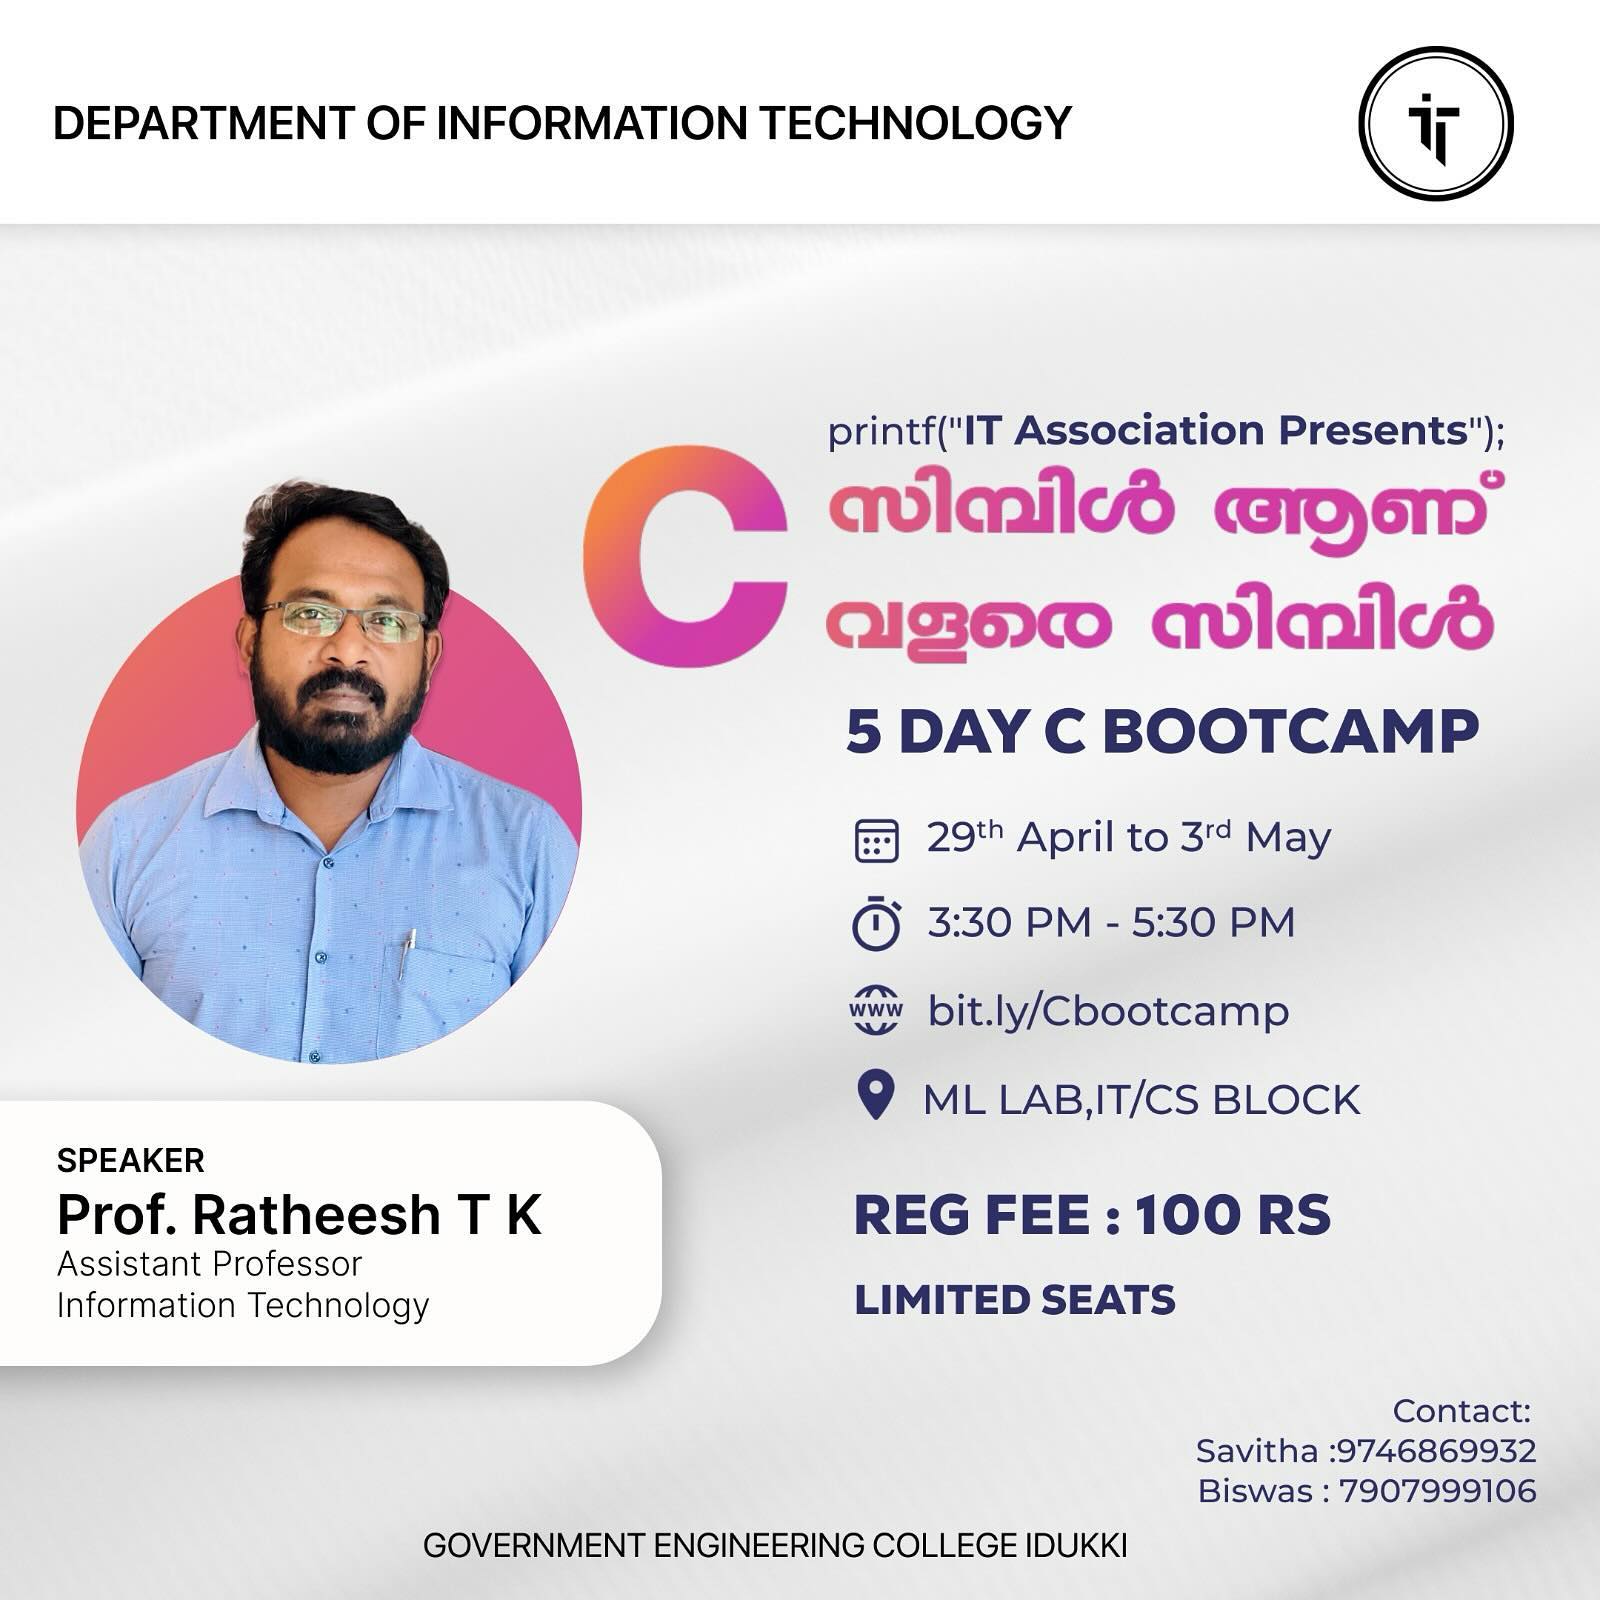 DEPARTMENT OF INFORMATION TECHNOLOGY
iT
printf("IT Association Presents");
C സിമ്പിൾ ആണ്
വളരെ സിമ്പിൾ
5 DAY C BOOTCAMP
29th April to 3rd May
3:30 PM - 5:30 PM
www bit.ly/Cbootcamp
ML LAB,IT/CS BLOCK
SPEAKER
Prof. Ratheesh T K
Assistant Professor
Information Technology
REG FEE : 100 RS
LIMITED SEATS
Contact:
Savitha :9746869932
Biswas : 7907999106
GOVERNMENT ENGINEERING COLLEGE IDUKKI